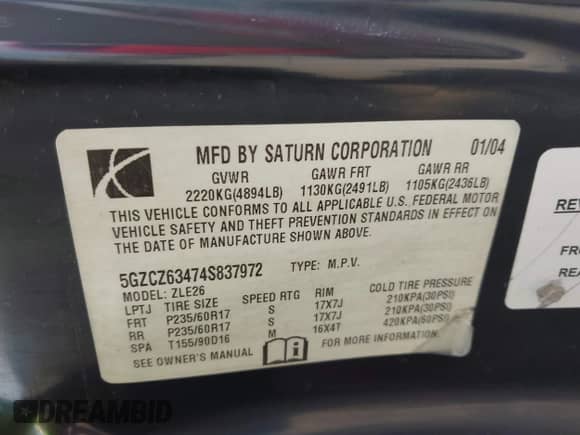 MFD BY SATURN CORPORATION 01/04
GVWR GAWR FRT GAWR RR
2220KG(4894LB) 1130KG(2491LB) 1105KG(2436LB)
THIS VEHICLE CONFORMS TO ALL APPLICABLE U.S. FEDERAL MOTOR
VEHICLE SAFETY AND THEFT PREVENTION STANDARDS IN EFFECT ON
THE DATE OF MANUFACTURE SHOWN ABOVE.
5GZCZ63474S837972 TYPE: M.P.V.
MODEL: ZLE26
LPTJ TIRE SIZE SPEED RTG RIM COLD TIRE PRESSURE
FRT P235/60R17 S 17X7J 210KPA(30PSI)
RR P235/60R17 S 17X7J 210KPA(30PSI)
SPA T155/90D16 M 16X4T 420KPA(60PSI)
SEE OWNER'S MANUAL FOR MORE INFORMATION.
REV
FRO
REA
DREAMBID